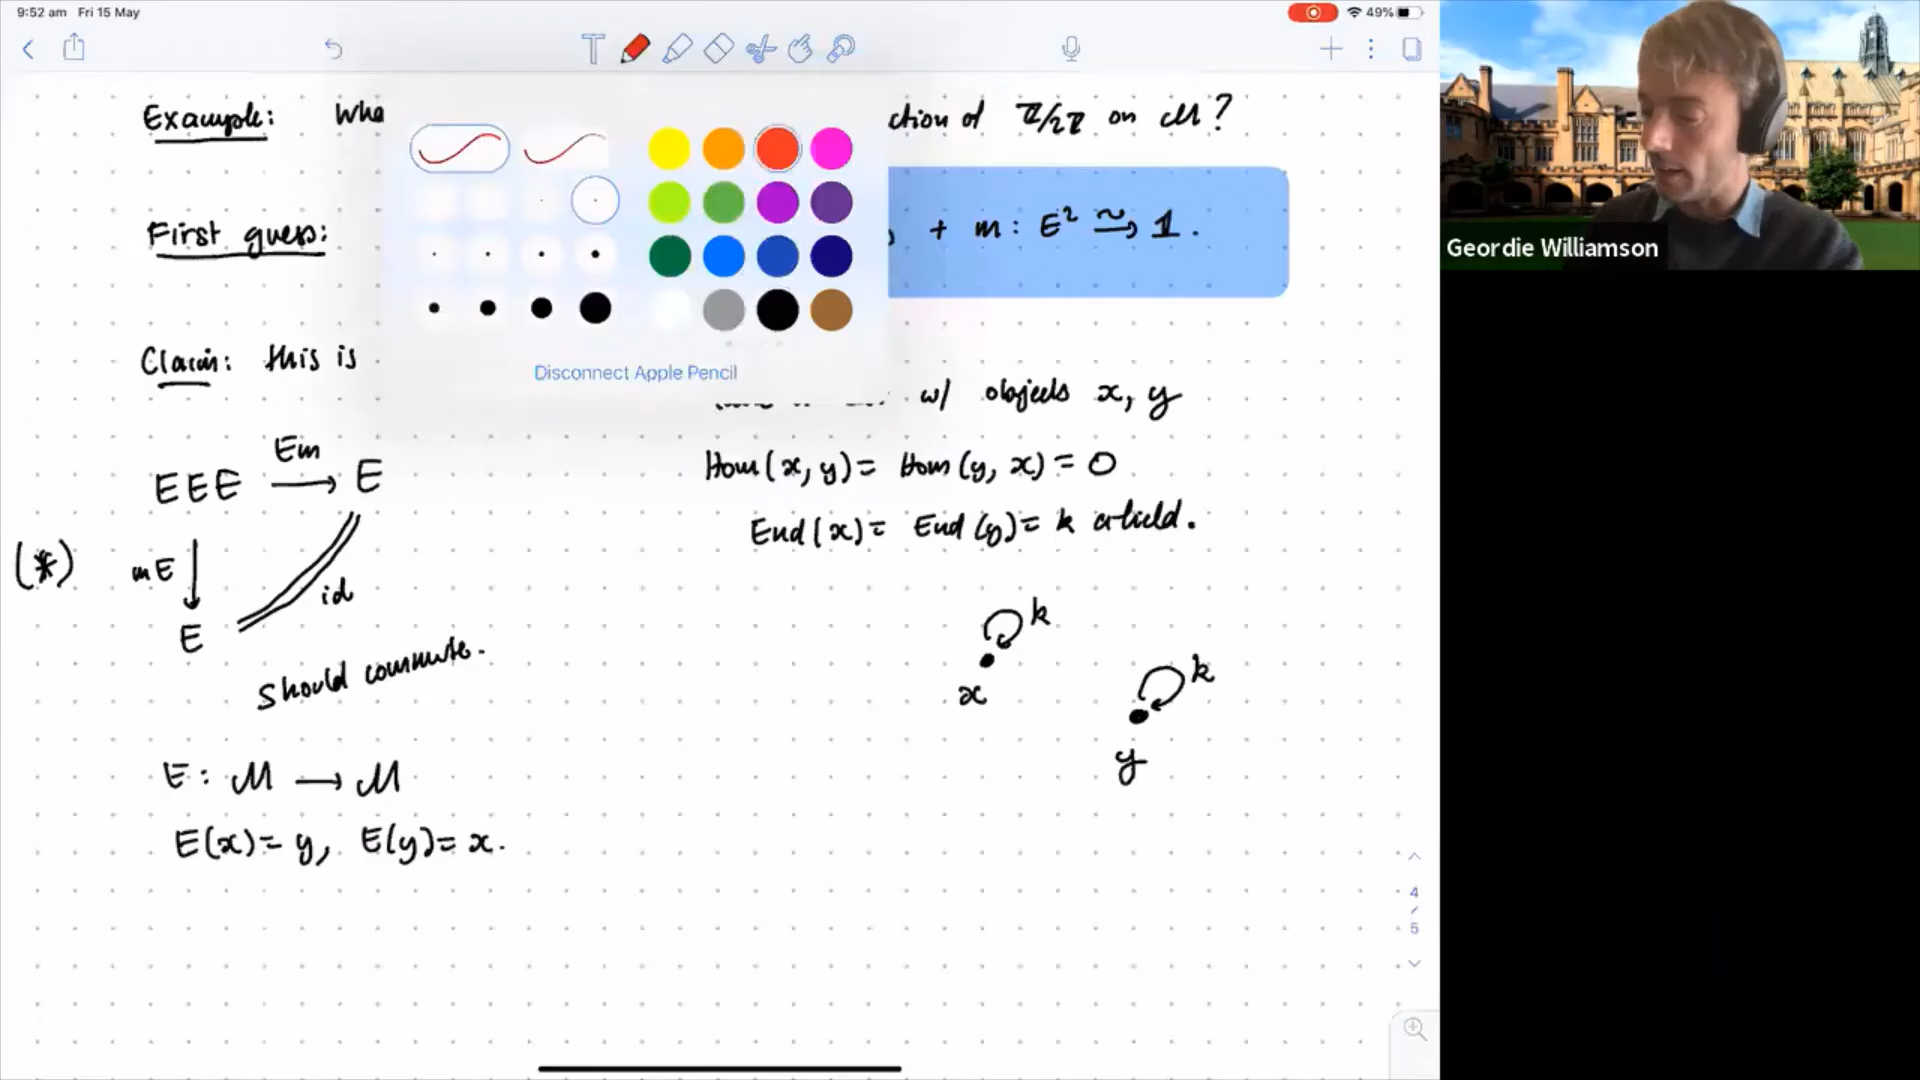 9:52 am Fri 15 May
49%
Example: Wha
ction of ℤ/2ℤ on M?
First guess:
+ m : E² ⥲ 1.
Disconnect Apple Pencil
Claim: this is
w/ objects x, y
Em
EEE → E
Hom(x, y) = Hom(y, x) = 0
End(x) = End(y) = k a field.
(*)
mE ↓
id
E
should commute.
k
x
k
y
E : M → M
E(x) = y, E(y) = x.
4
/
5
Geordie Williamson